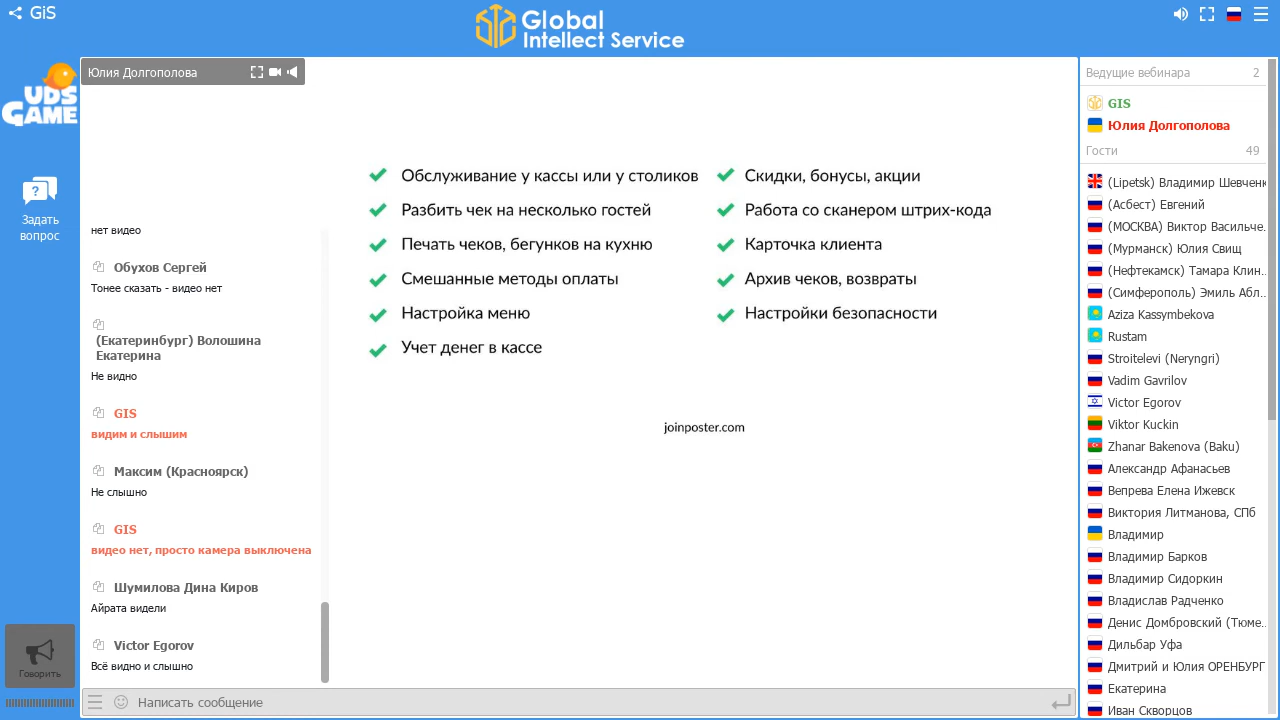 GiS
Global
Intellect Service
UDS
GAME
Задать
вопрос
Говорить
Юлия Долгополова
нет видео
Обухов Сергей
Тонее сказать - видео нет
(Екатеринбург) Волошина
Екатерина
Не видно
GIS
видим и слышим
Максим (Красноярск)
Не слышно
GIS
видео нет, просто камера выключена
Шумилова Дина Киров
Айрата видели
Victor Egorov
Всё видно и слышно
Написать сообщение
Обслуживание у кассы или у столиков
Разбить чек на несколько гостей
Печать чеков, бегунков на кухню
Смешанные методы оплаты
Настройка меню
Учет денег в кассе
Скидки, бонусы, акции
Работа со сканером штрих-кода
Карточка клиента
Архив чеков, возвраты
Настройки безопасности
joinposter.com
Ведущие вебинара 2
GIS
Юлия Долгополова
Гости 49
(Lipetsk) Владимир Шевченк
(Асбест) Евгений
(МОСКВА) Виктор Васильче...
(Мурманск) Юлия Свищ
(Нефтекамск) Тамара Клин...
(Симферополь) Эмиль Абл...
Aziza Kassymbekova
Rustam
Stroitelevi (Neryngri)
Vadim Gavrilov
Victor Egorov
Viktor Kuckin
Zhanar Bakenova (Baku)
Александр Афанасьев
Вепрева Елена Ижевск
Виктория Литманова, СПб
Владимир
Владимир Барков
Владимир Сидоркин
Владислав Радченко
Денис Домбровский (Тюме...
Дильбар Уфа
Дмитрий и Юлия ОРЕНБУРГ
Екатерина
Иван Скворцов